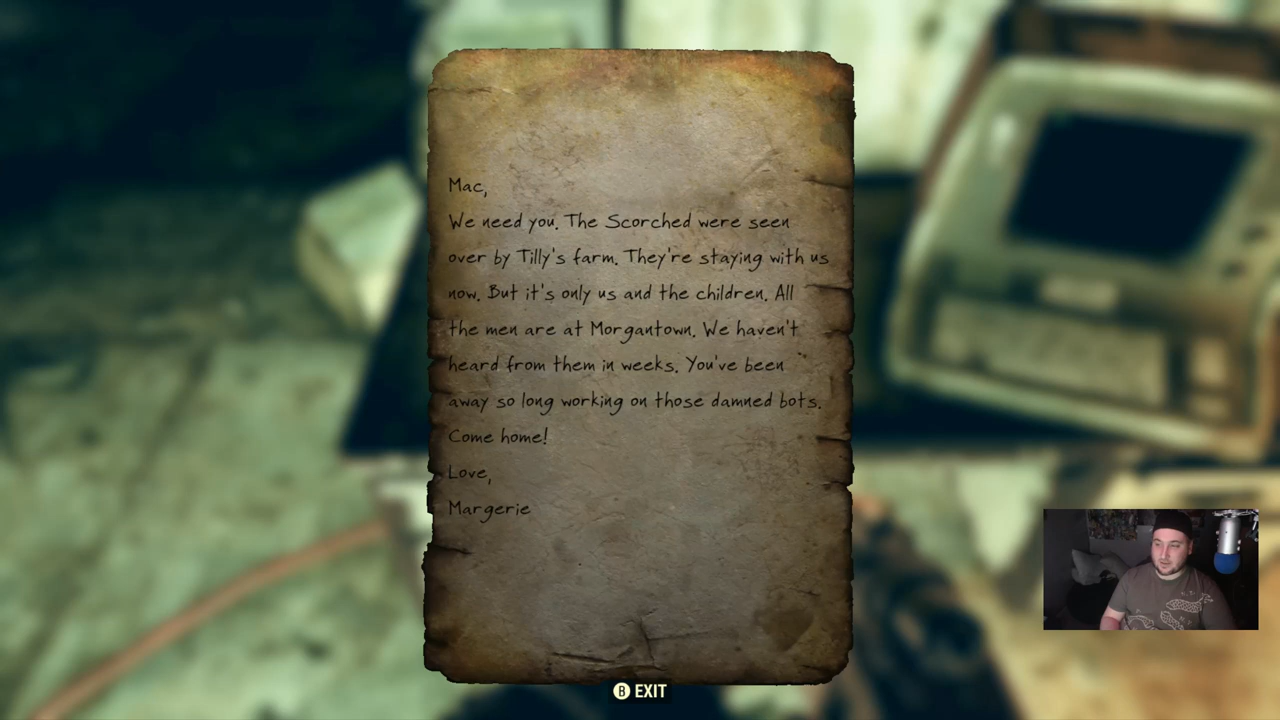 Mac,
We need you. The Scorched were seen
over by Tilly's farm. They're staying with us
now. But it's only us and the children. All
the men are at Morgantown. We haven't
heard from them in weeks. You've been
away so long working on those damned bots.
Come home!
Love,
Margerie
B EXIT